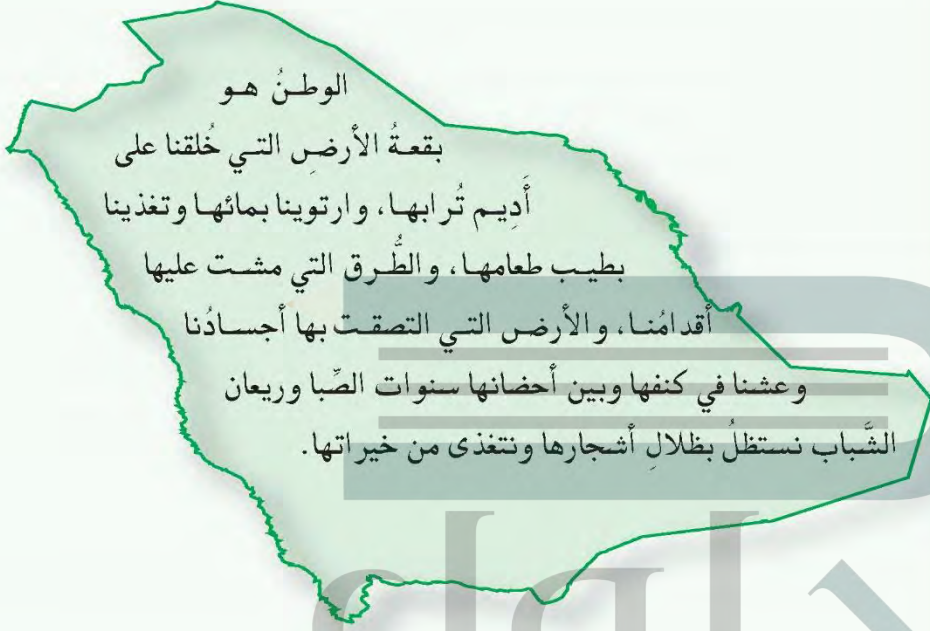 الوطنُ هو
بقعةُ الأرضِ التي خُلقنا على
أَدِيم تُرابها، وارتوينا بمائها وتغذينا
بطيب طعامها، والطُّرق التي مشت عليها
أقدامُنا، والأرض التي التصقت بها أجسادُنا
وعشنا في كنفها وبين أحضانها سنوات الصِّبا وريعان
الشَّباب نستظلُ بظلالِ أشجارها ونتغذى من خيراتها.